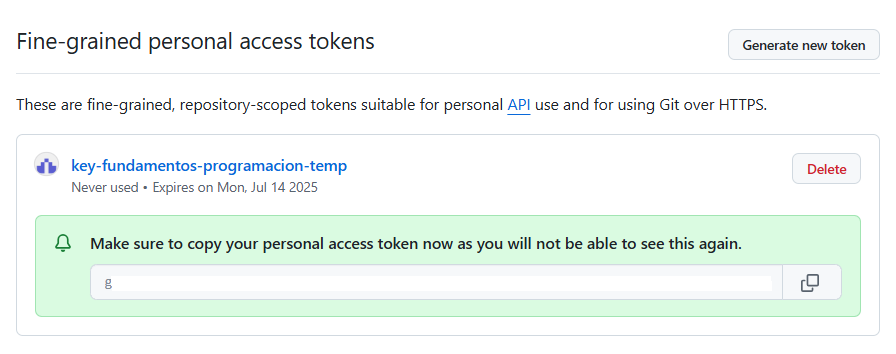 Fine-grained personal access tokens
Generate new token
These are fine-grained, repository-scoped tokens suitable for personal API use and for using Git over HTTPS.
key-fundamentos-programacion-temp
Never used • Expires on Mon, Jul 14 2025
Delete
Make sure to copy your personal access token now as you will not be able to see this again.
g